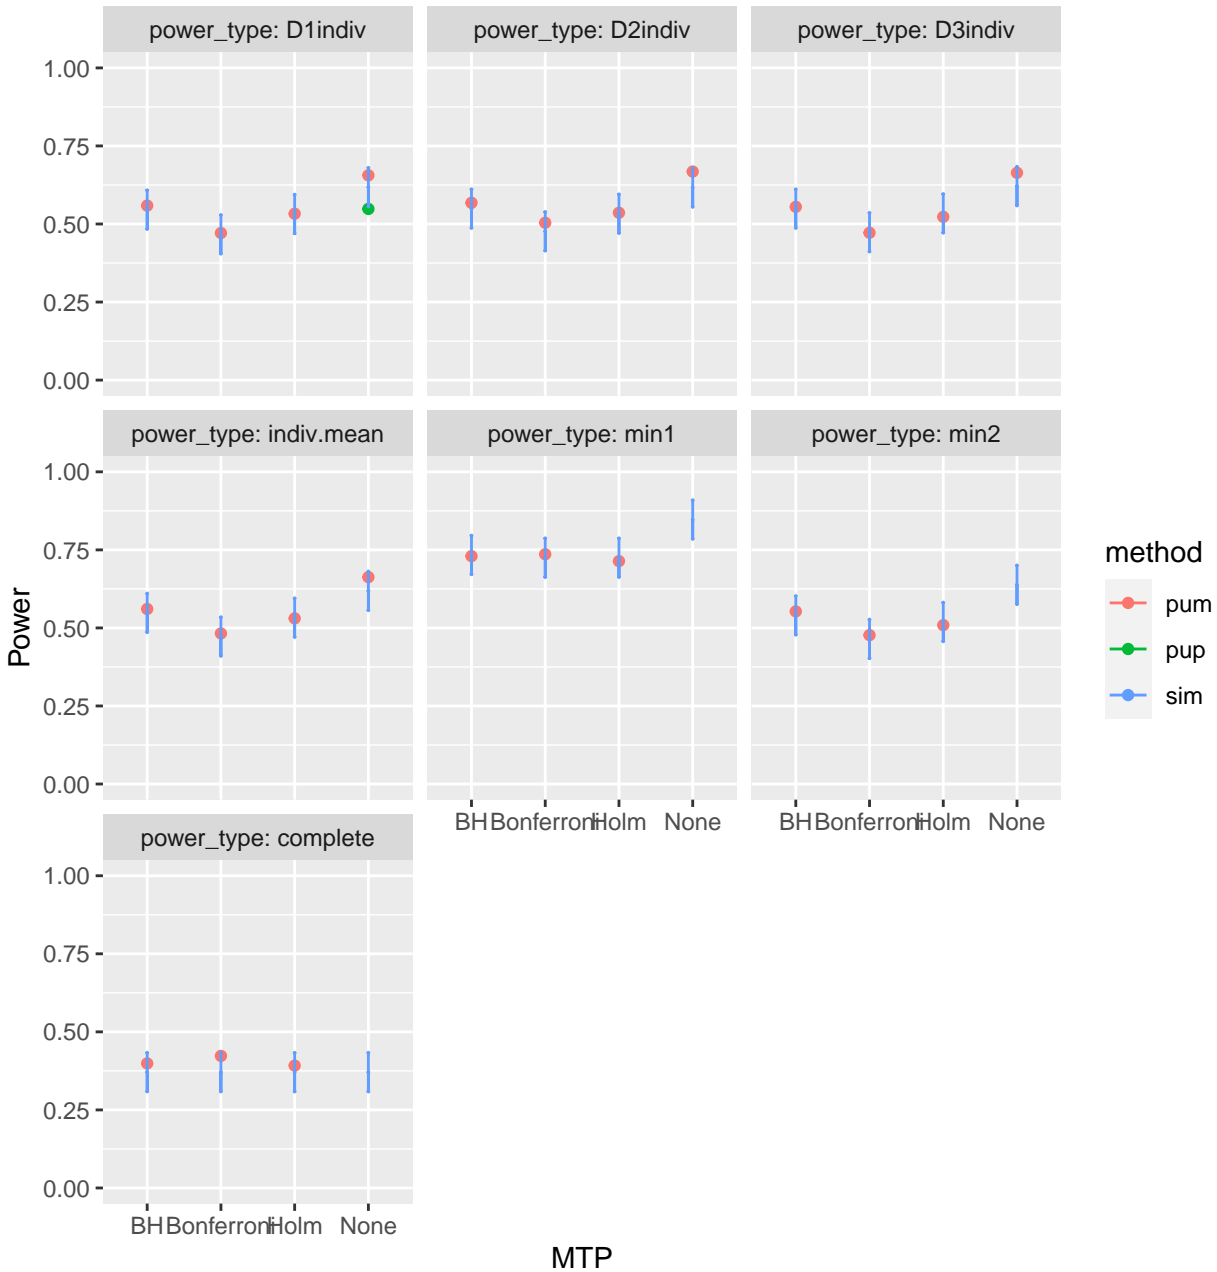 power_type: D1indiv
power_type: D2indiv
power_type: D3indiv
1.00
0.75
0.50
0.25
0.00
power_type: indiv.mean
power_type: min1
power_type: min2
1.00
0.75
0.50
0.25
0.00
BH Bonferroni Holm None
BH Bonferroni Holm None
power_type: complete
1.00
0.75
0.50
0.25
0.00
BH Bonferroni Holm None
MTP
Power
method
pum
pup
sim